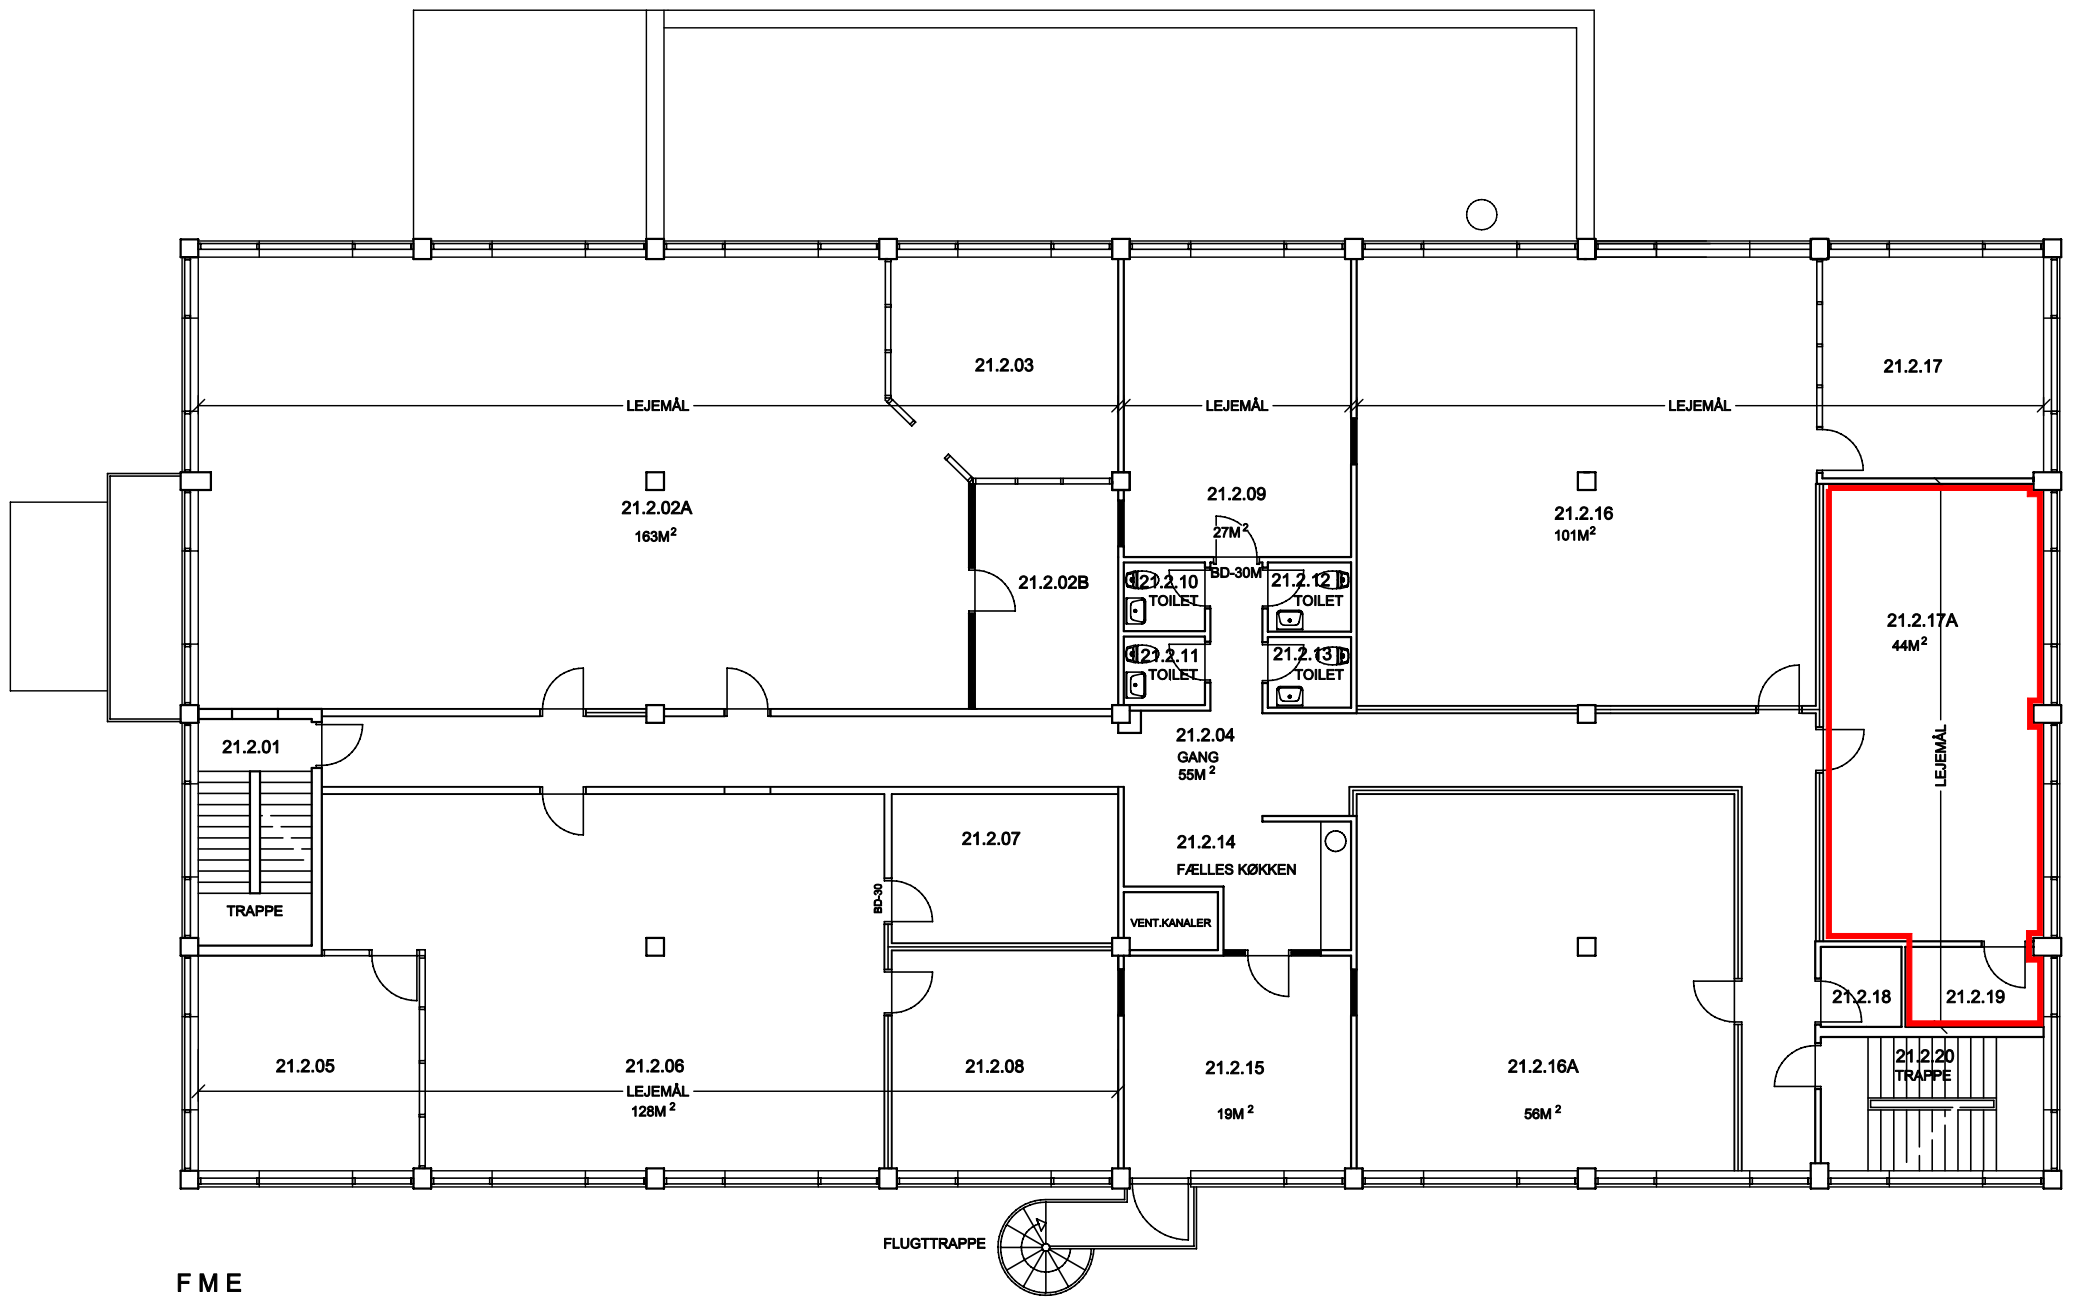 21.2.03
21.2.17
LEJEMÅL
LEJEMÅL
LEJEMÅL
21.2.02A
163M²
21.2.09
27M²
21.2.16
101M²
BD-30M
21.2.02B
21.2.10
TOILET
21.2.12
TOILET
21.2.11
TOILET
21.2.13
TOILET
21.2.17A
44M²
LEJEMÅL
21.2.01
21.2.04
GANG
55M²
21.2.07
21.2.14
FÆLLES KØKKEN
BD-30
TRAPPE
VENT.KANALER
21.2.18
21.2.19
21.2.05
21.2.06
LEJEMÅL
128M²
21.2.08
21.2.15
19M²
21.2.16A
56M²
21.2.20
TRAPPE
FLUGTTRAPPE
F M E